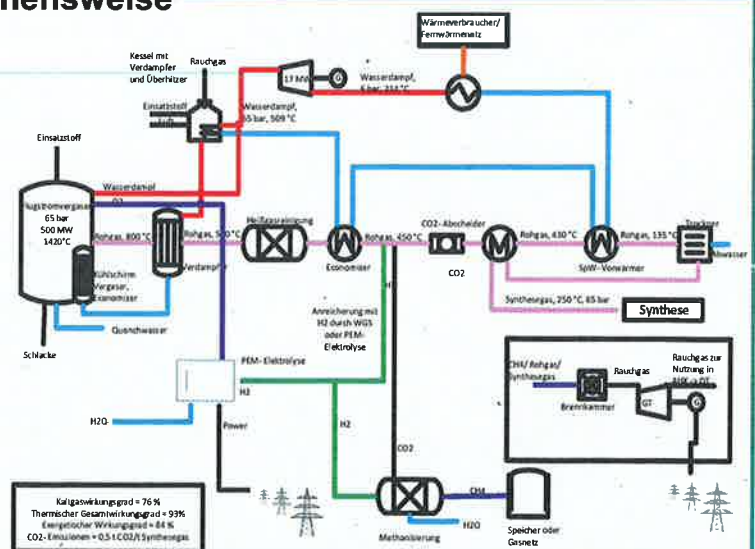 nensweise
Wärmeverbraucher/
Fernwärmenetz
Kessel mit
Verdampfer
und Überhitzer
Rauchgas
17 MW
G
Wasserdampf,
6 bar,
Einsatzstoff
Luft
Wasserdampf,
65 bar, 509 °C
Einsatzstoff
Flugstromvergaser
65 bar
500 MW
1420°C
Wasserdampf
O2
Rohgas, 800 °C
Verdampfer
Rohgas,
Heißgasreinigung
Economizer
Rohgas, 450 °C
CO2-Abscheider
CO2
Rohgas, 430 °C
SpW-Vorwärmer
Rohgas, 135 °C
Trockner
Abwasser
Kühlschirm
Vergaser,
Economizer
Quenchwasser
Schlacke
Synthesegas, 250 °C, 65 bar
Synthese
Anreicherung mit
H2 durch WGS
oder PEM-
Elektrolyse
PEM-Elektrolyse
H2
H2O
Power
H2
CO2
CH4/ Rohgas/
Synthesegas
Brennkammer
Rauchgas
GT
G
Rauchgas zur
Nutzung in
CH4
H2O
Methanisierung
Speicher oder
Gasnetz
Kaltgaswirkungsgrad = 76 %
Thermischer Gesamtwirkungsgrad = 93%
Exergetischer Wirkungsgrad = 84 %
CO2-Emissionen = 0,5 t CO2/t Synthesegas